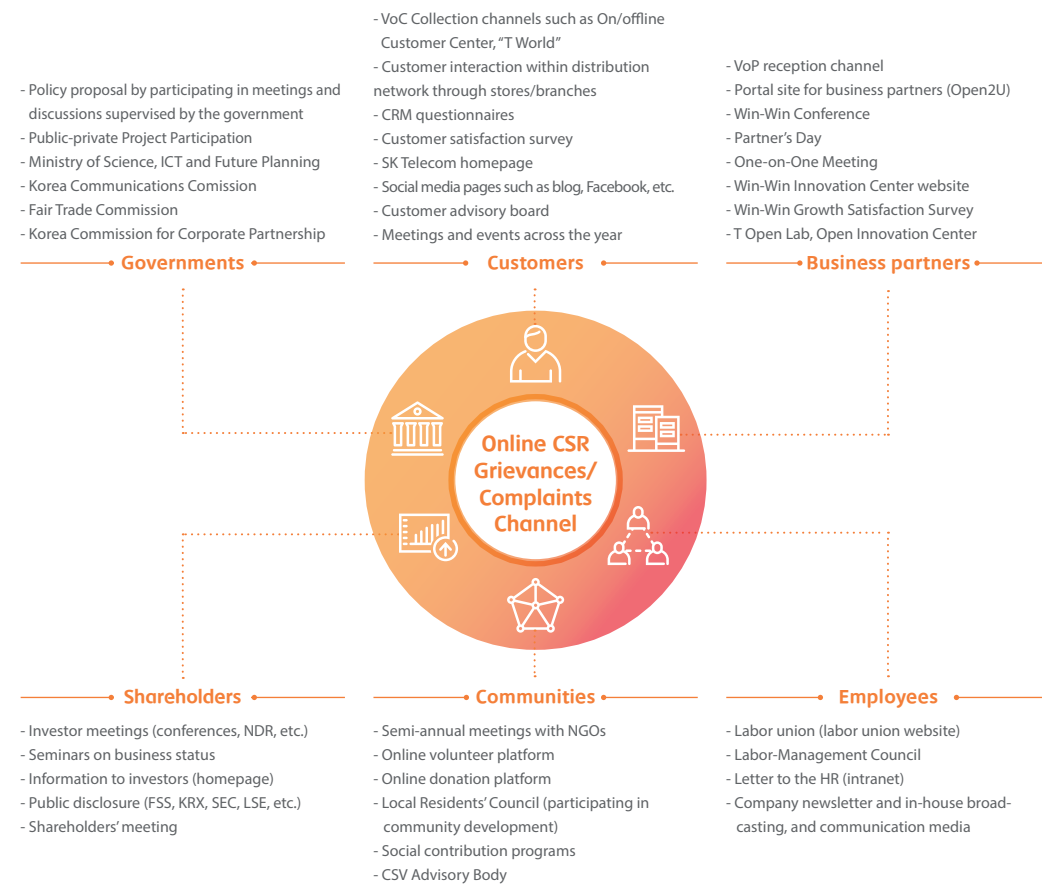 - Policy proposal by participating in meetings and
discussions supervised by the government
- Public-private Project Participation
- Ministry of Science, ICT and Future Planning
- Korea Communications Comission
- Fair Trade Commission
- Korea Commission for Corporate Partnership
Governments
- VoC Collection channels such as On/offline
Customer Center, “T World”
- Customer interaction within distribution
network through stores/branches
- CRM questionnaires
- Customer satisfaction survey
- SK Telecom homepage
- Social media pages such as blog, Facebook, etc.
- Customer advisory board
- Meetings and events across the year
Customers
- VoP reception channel
- Portal site for business partners (Open2U)
- Win-Win Conference
- Partner’s Day
- One-on-One Meeting
- Win-Win Innovation Center website
- Win-Win Growth Satisfaction Survey
- T Open Lab, Open Innovation Center
Business partners
Online CSR
Grievances/
Complaints
Channel
Shareholders
- Investor meetings (conferences, NDR, etc.)
- Seminars on business status
- Information to investors (homepage)
- Public disclosure (FSS, KRX, SEC, LSE, etc.)
- Shareholders’ meeting
Communities
- Semi-annual meetings with NGOs
- Online volunteer platform
- Online donation platform
- Local Residents’ Council (participating in
community development)
- Social contribution programs
- CSV Advisory Body
Employees
- Labor union (labor union website)
- Labor-Management Council
- Letter to the HR (intranet)
- Company newsletter and in-house broad-
casting, and communication media